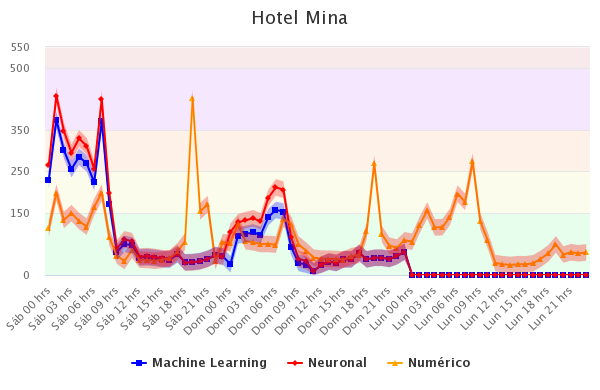 Hotel Mina
550
500
350
250
150
0
Sáb 00 hrs
Sáb 03 hrs
Sáb 06 hrs
Sáb 09 hrs
Sáb 12 hrs
Sáb 15 hrs
Sáb 18 hrs
Sáb 21 hrs
Dom 00 hrs
Dom 03 hrs
Dom 06 hrs
Dom 09 hrs
Dom 12 hrs
Dom 15 hrs
Dom 18 hrs
Dom 21 hrs
Lun 00 hrs
Lun 03 hrs
Lun 06 hrs
Lun 09 hrs
Lun 12 hrs
Lun 15 hrs
Lun 18 hrs
Lun 21 hrs
Machine Learning Neuronal Numérico